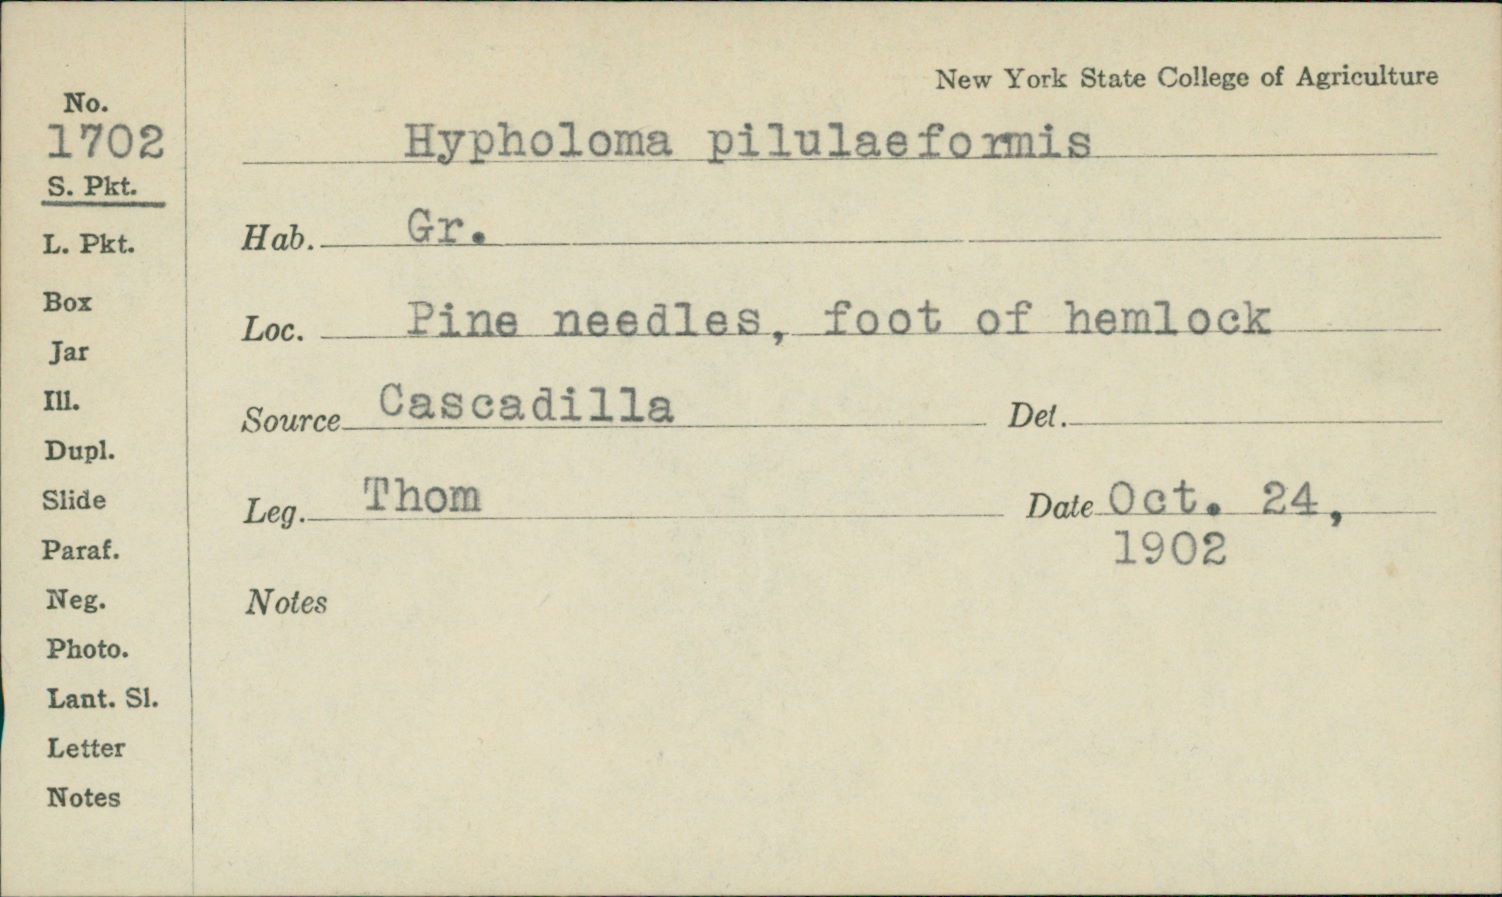 New York State College of Agriculture
No.
1702
Hypholoma pilulaeformis
S. Pkt.
Hab. Gr.
L. Pkt.
Box
Loc. Pine needles, foot of hemlock
Jar
Ill.
Source Cascadilla Det.
Dupl.
Slide
Leg. Thom Date Oct. 24,
1902
Paraf.
Neg.
Notes
Photo.
Lant. Sl.
Letter
Notes